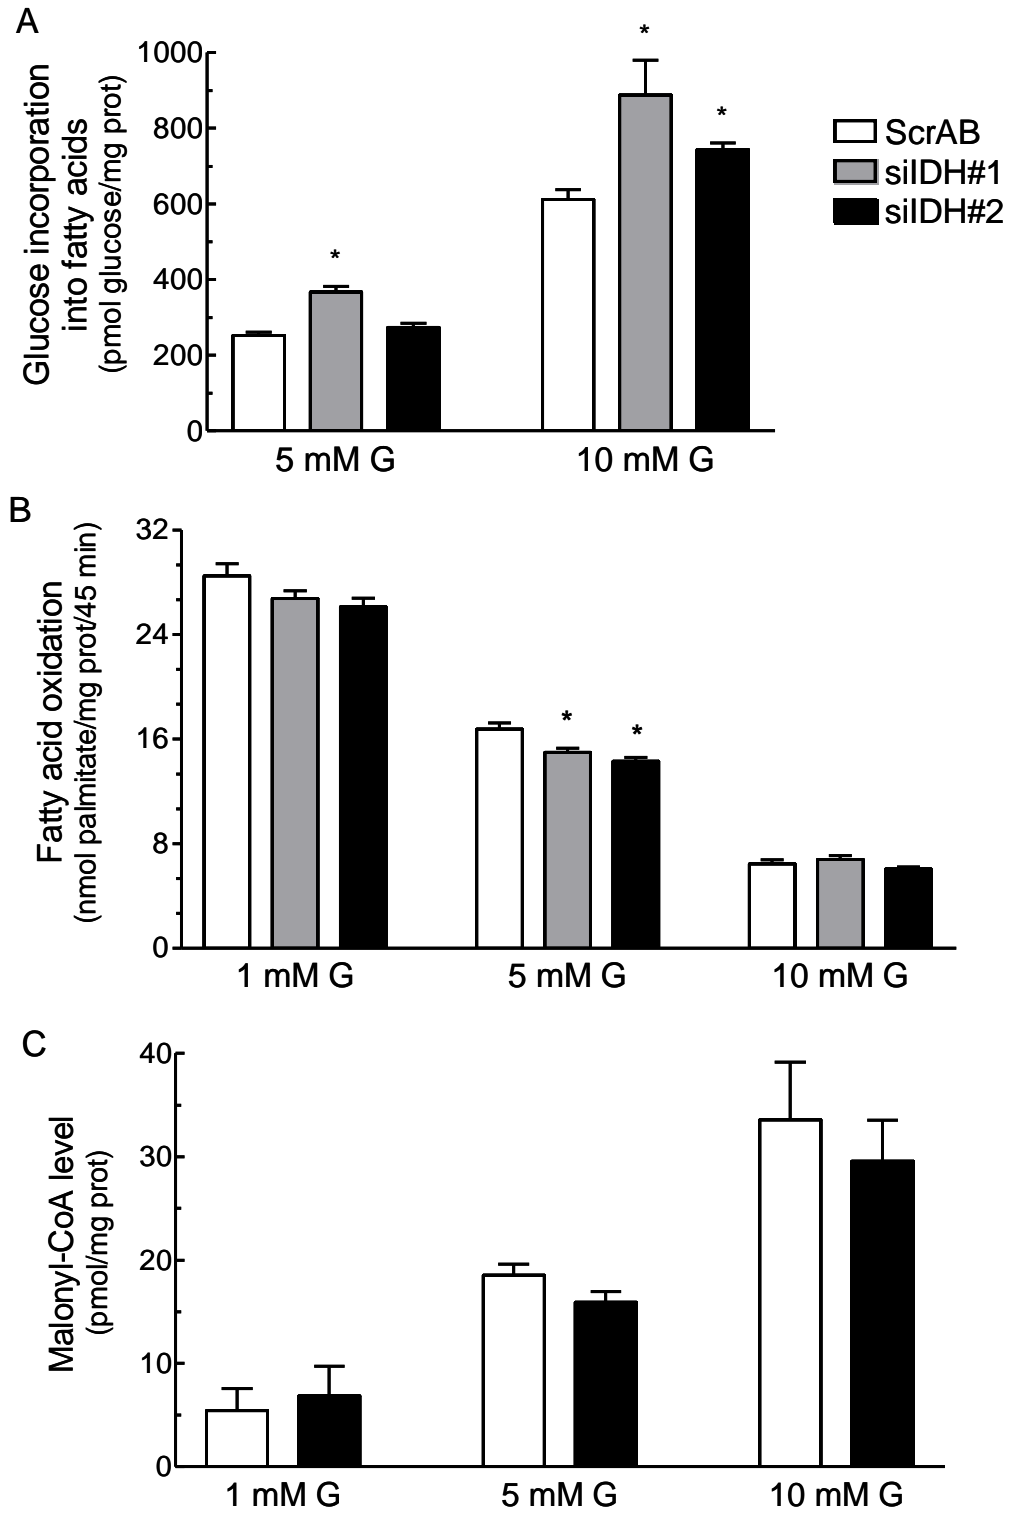 A
Glucose incorporation
into fatty acids
(pmol glucose/mg prot)
1000
800
600
400
200
0
*
*
*
5 mM G
10 mM G
ScrAB
siIDH#1
siIDH#2
B
Fatty acid oxidation
(nmol palmitate/mg prot/45 min)
32
24
16
8
0
*
*
1 mM G
5 mM G
10 mM G
C
Malonyl-CoA level
(pmol/mg prot)
40
30
20
10
0
1 mM G
5 mM G
10 mM G